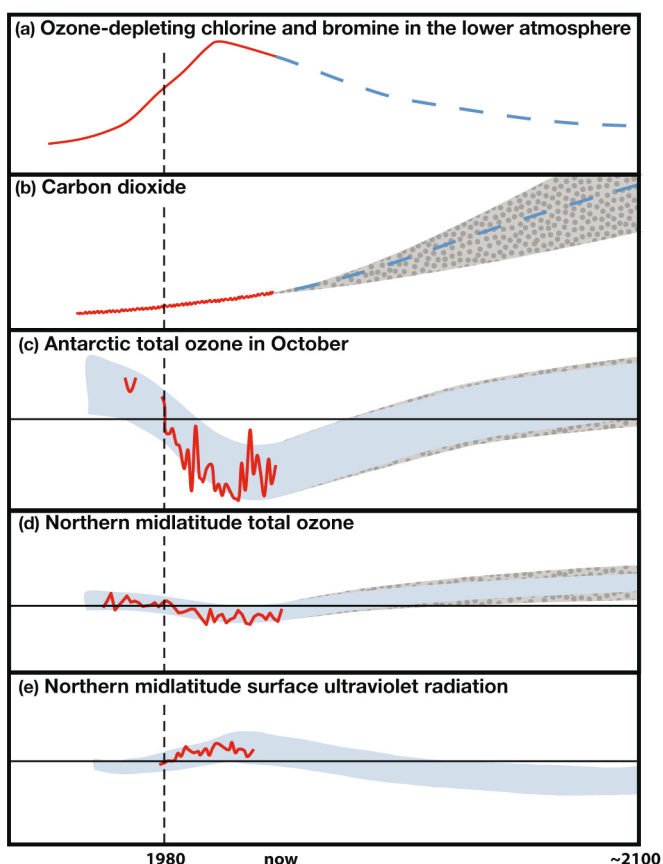 (a) Ozone-depleting chlorine and bromine in the lower atmosphere
(b) Carbon dioxide
(c) Antarctic total ozone in October
(d) Northern midlatitude total ozone
(e) Northern midlatitude surface ultraviolet radiation
1980 now ~2100